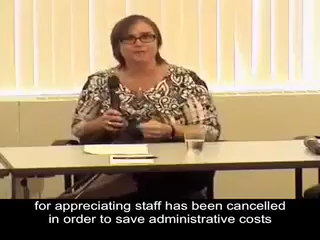 for appreciating staff has been cancelled
in order to save administrative costs